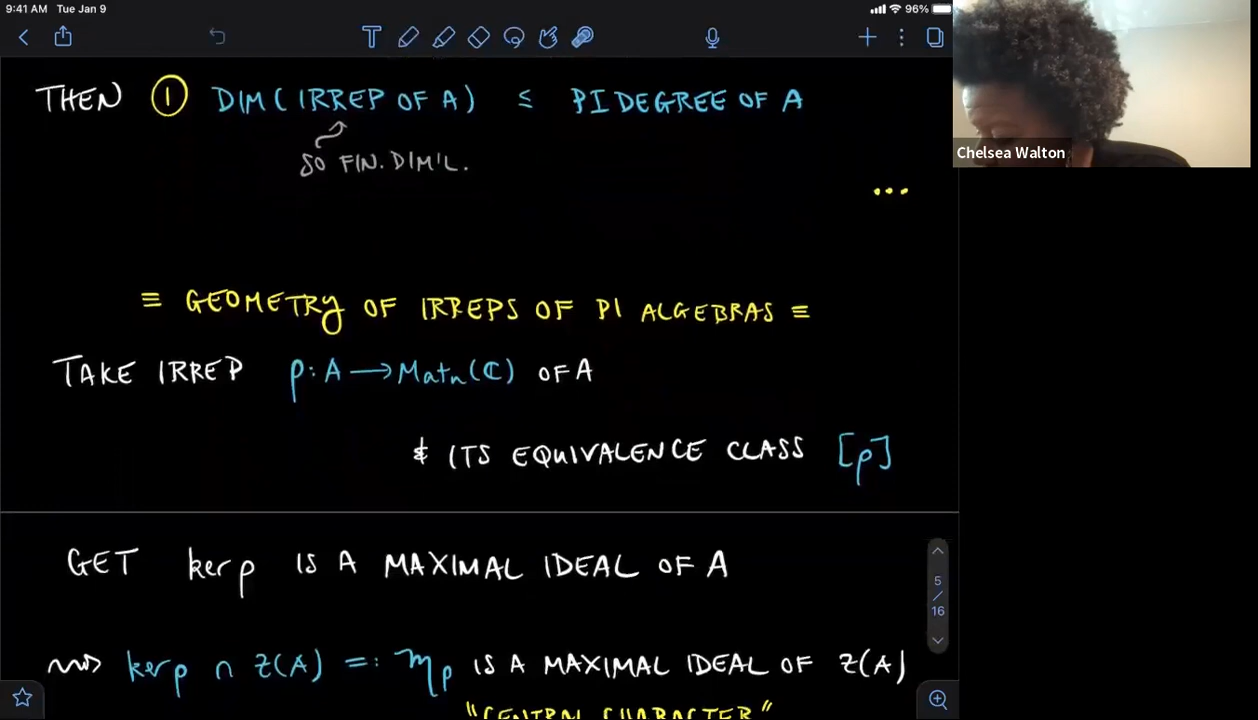 9:41 AM Tue Jan 9
96%
THEN ① DIM(IRREP OF A) ≤ PI DEGREE OF A
SO FIN. DIM'L.
...
Chelsea Walton
≡ GEOMETRY OF IRREPS OF PI ALGEBRAS ≡
TAKE IRREP ρ: A ⟶ Matn(ℂ) OF A
& ITS EQUIVALENCE CLASS [ρ]
GET ker ρ IS A MAXIMAL IDEAL OF A
5
/
16
⇝ ker ρ ∩ Z(A) =: 𝔪ρ IS A MAXIMAL IDEAL OF Z(A)
"CENTRAL CHARACTER"